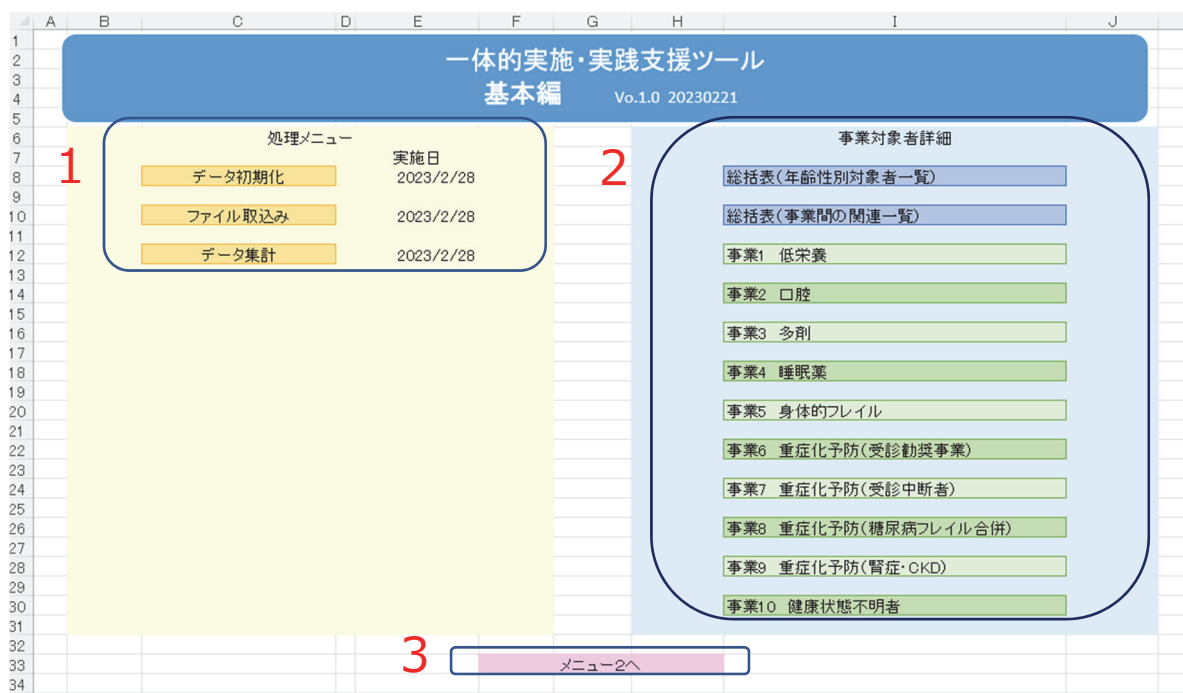 A B C D E F G H I J
1
2
3
4
5
6
7
8
9
10
11
12
13
14
15
16
17
18
19
20
21
22
23
24
25
26
27
28
29
30
31
32
33
34
一体的実施・実践支援ツール
基本編 Vo.1.0 20230221
1
処理メニュー
実施日
データ初期化 2023/2/28
ファイル取込み 2023/2/28
データ集計 2023/2/28
2
事業対象者詳細
総括表(年齢性別対象者一覧)
総括表(事業間の関連一覧)
事業1 低栄養
事業2 口腔
事業3 多剤
事業4 睡眠薬
事業5 身体的フレイル
事業6 重症化予防(受診勧奨事業)
事業7 重症化予防(受診中断者)
事業8 重症化予防(糖尿病フレイル合併)
事業9 重症化予防(腎症・CKD)
事業10 健康状態不明者
3
メニュー2へ